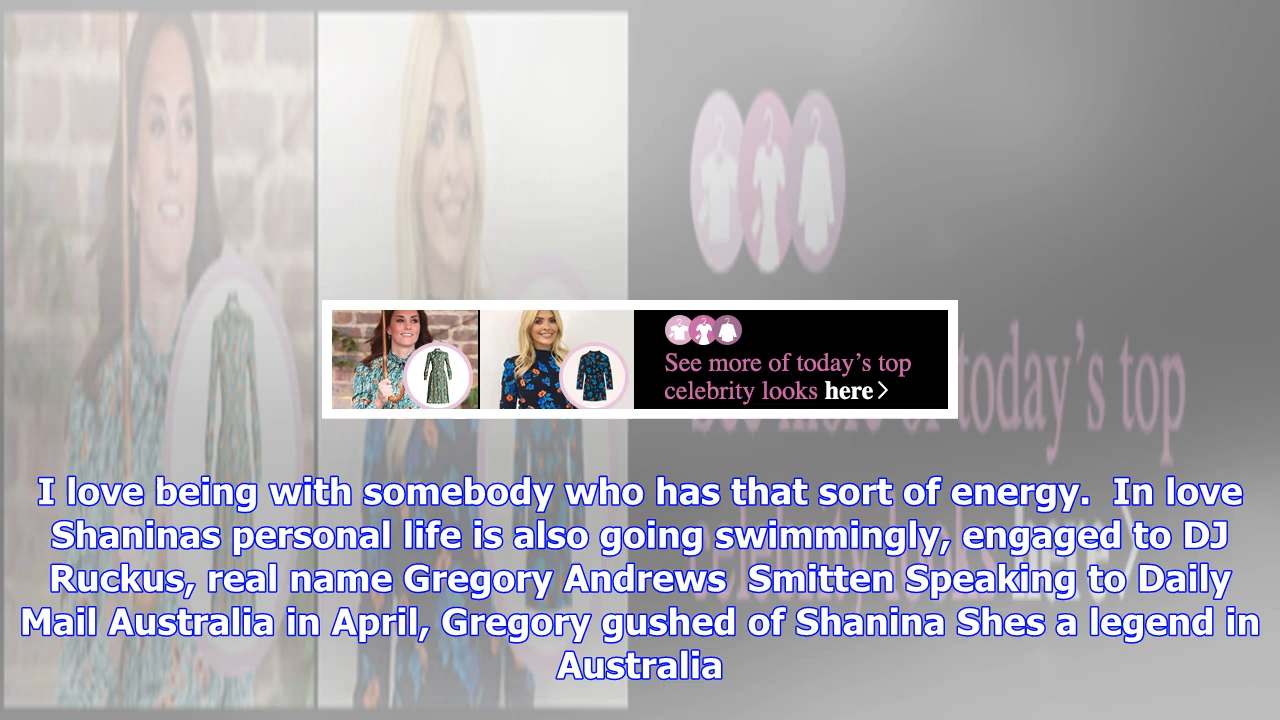 See more of today's top
celebrity looks here >
today's top
I love being with somebody who has that sort of energy.  In love
Shaninas personal life is also going swimmingly, engaged to DJ
Ruckus, real name Gregory Andrews  Smitten Speaking to Daily
Mail Australia in April, Gregory gushed of Shanina Shes a legend in
Australia